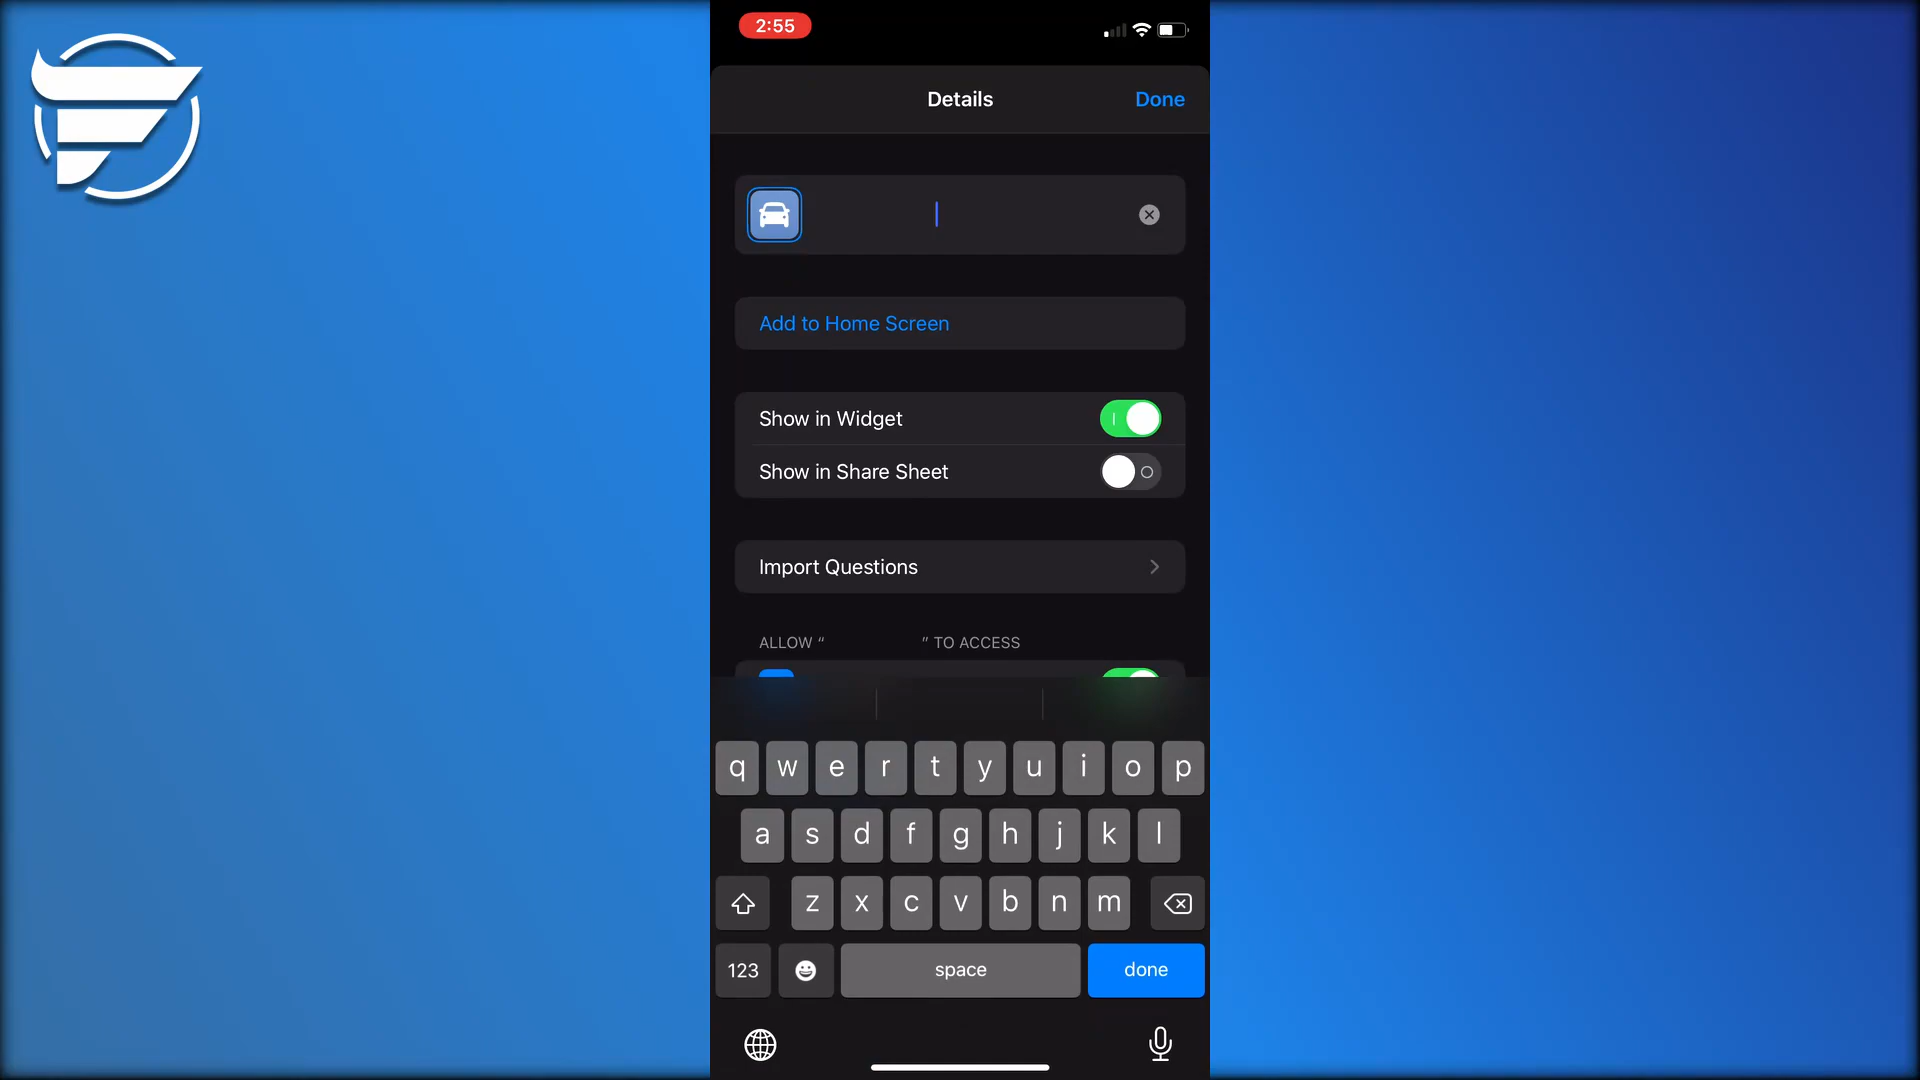 2:55
Details
Done
Add to Home Screen
Show in Widget
Show in Share Sheet
Import Questions
ALLOW “ ” TO ACCESS
q w e r t y u i o p
a s d f g h j k l
z x c v b n m
123 space done